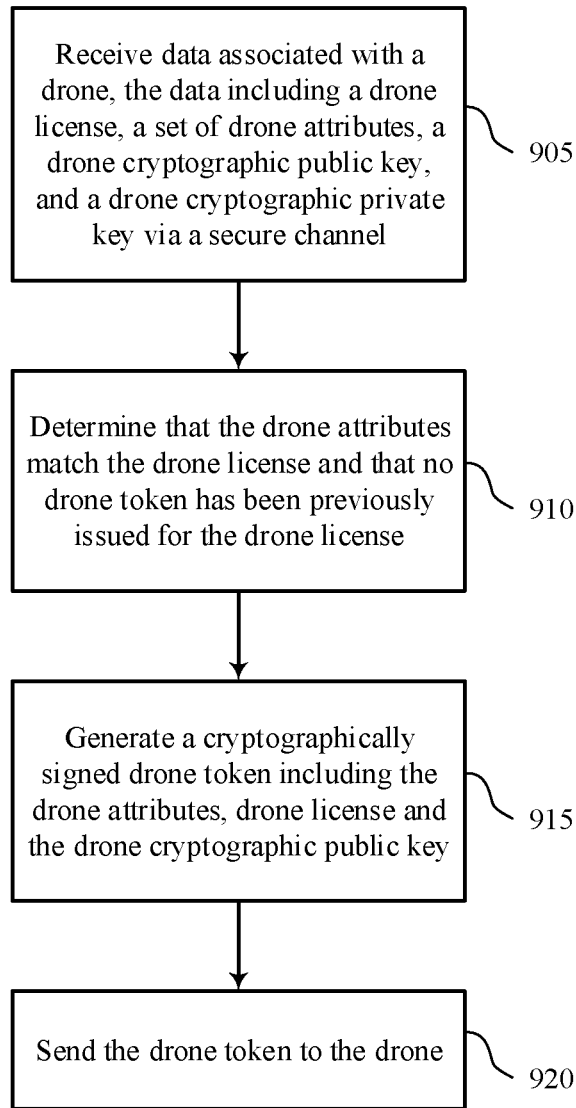 Receive data associated with a
drone, the data including a drone
license, a set of drone attributes, a
drone cryptographic public key,
and a drone cryptographic private
key via a secure channel
905
Determine that the drone attributes
match the drone license and that no
drone token has been previously
issued for the drone license
910
Generate a cryptographically
signed drone token including the
drone attributes, drone license and
the drone cryptographic public key
915
Send the drone token to the drone
920